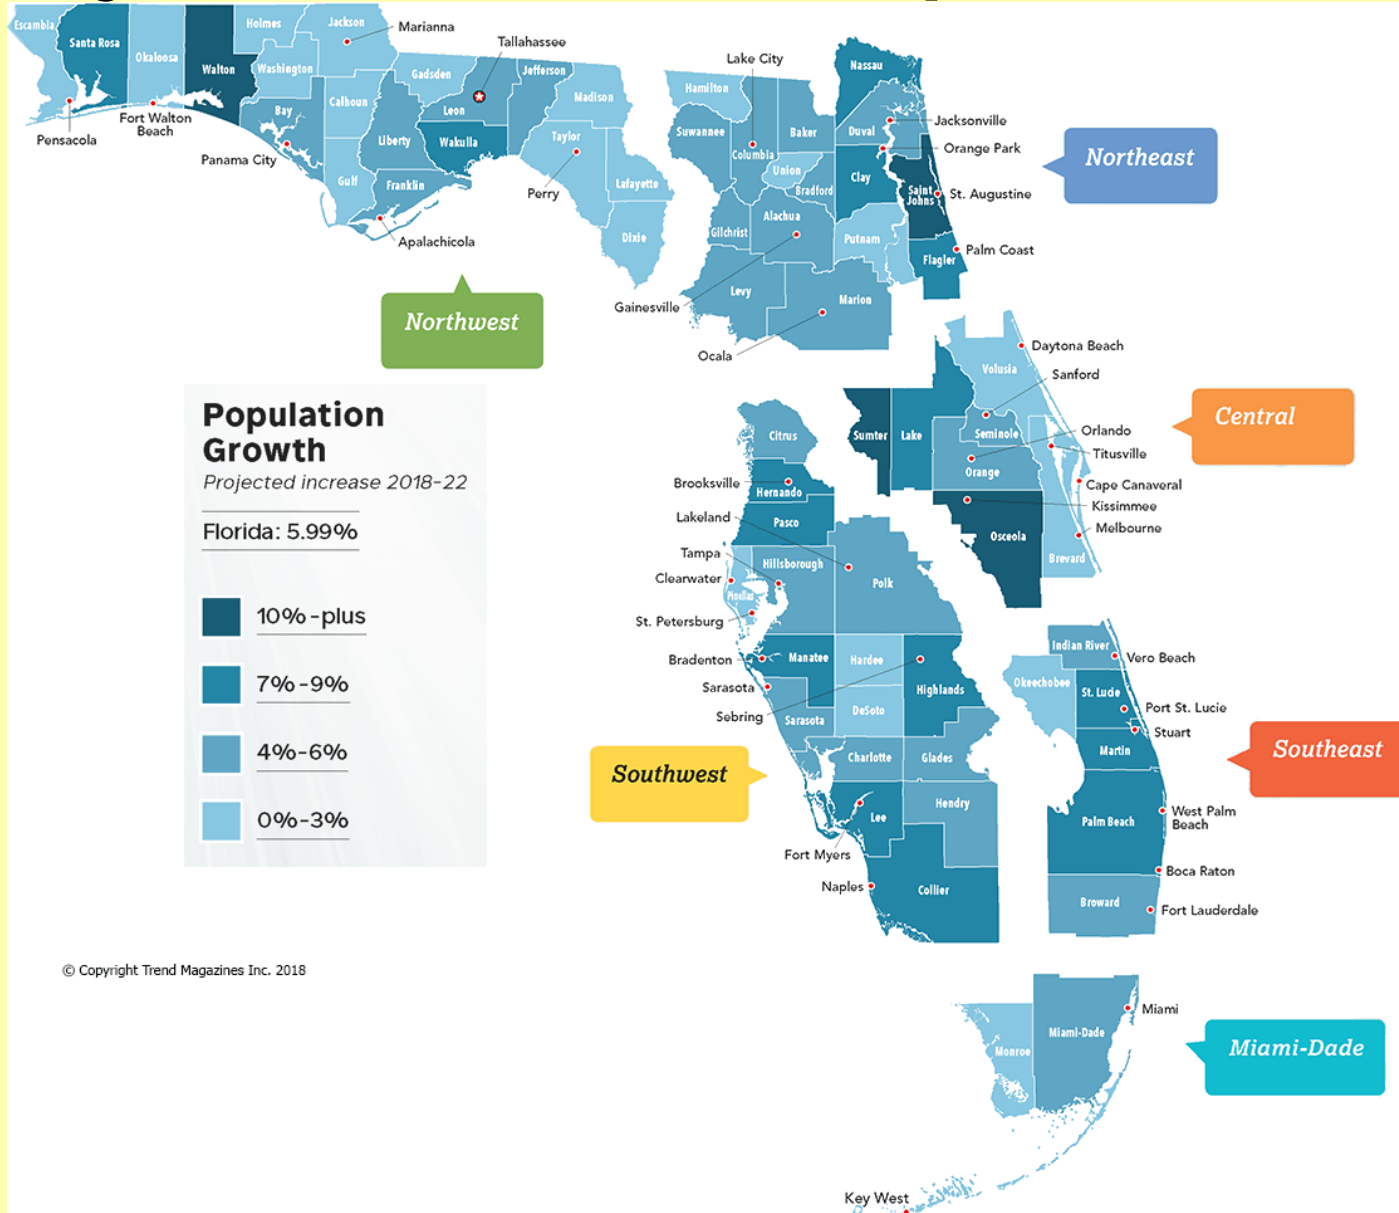 Escambia
Santa Rosa
Okaloosa
Walton
Holmes
Jackson
Marianna
Washington
Bay
Calhoun
Gulf
Gadsden
Tallahassee
Leon
Jefferson
Madison
Liberty
Wakulla
Franklin
Taylor
Lafayette
Dixie
Pensacola
Fort Walton
Beach
Panama City
Perry
Apalachicola
Northwest
Lake City
Hamilton
Suwannee
Columbia
Baker
Nassau
Duval
Jacksonville
Orange Park
Union
Bradford
Clay
Saint
Johns
St. Augustine
Gilchrist
Alachua
Putnam
Flagler
Palm Coast
Levy
Marion
Gainesville
Ocala
Northeast
Population
Growth
Projected increase 2018-22
Florida: 5.99%
10%-plus
7%-9%
4%-6%
0%-3%
Volusia
Daytona Beach
Sanford
Sumter
Lake
Seminole
Orlando
Titusville
Orange
Cape Canaveral
Kissimmee
Melbourne
Osceola
Brevard
Central
Citrus
Brooksville
Hernando
Lakeland
Pasco
Tampa
Hillsborough
Clearwater
Pinellas
Polk
St. Petersburg
Bradenton
Manatee
Hardee
Highlands
Sarasota
Sebring
Sarasota
DeSoto
Charlotte
Glades
Lee
Hendry
Fort Myers
Naples
Collier
Southwest
Indian River
Vero Beach
Okeechobee
St. Lucie
Port St. Lucie
Stuart
Martin
Palm Beach
West Palm
Beach
Boca Raton
Broward
Fort Lauderdale
Southeast
© Copyright Trend Magazines Inc. 2018
Miami
Miami-Dade
Monroe
Key West
Miami-Dade